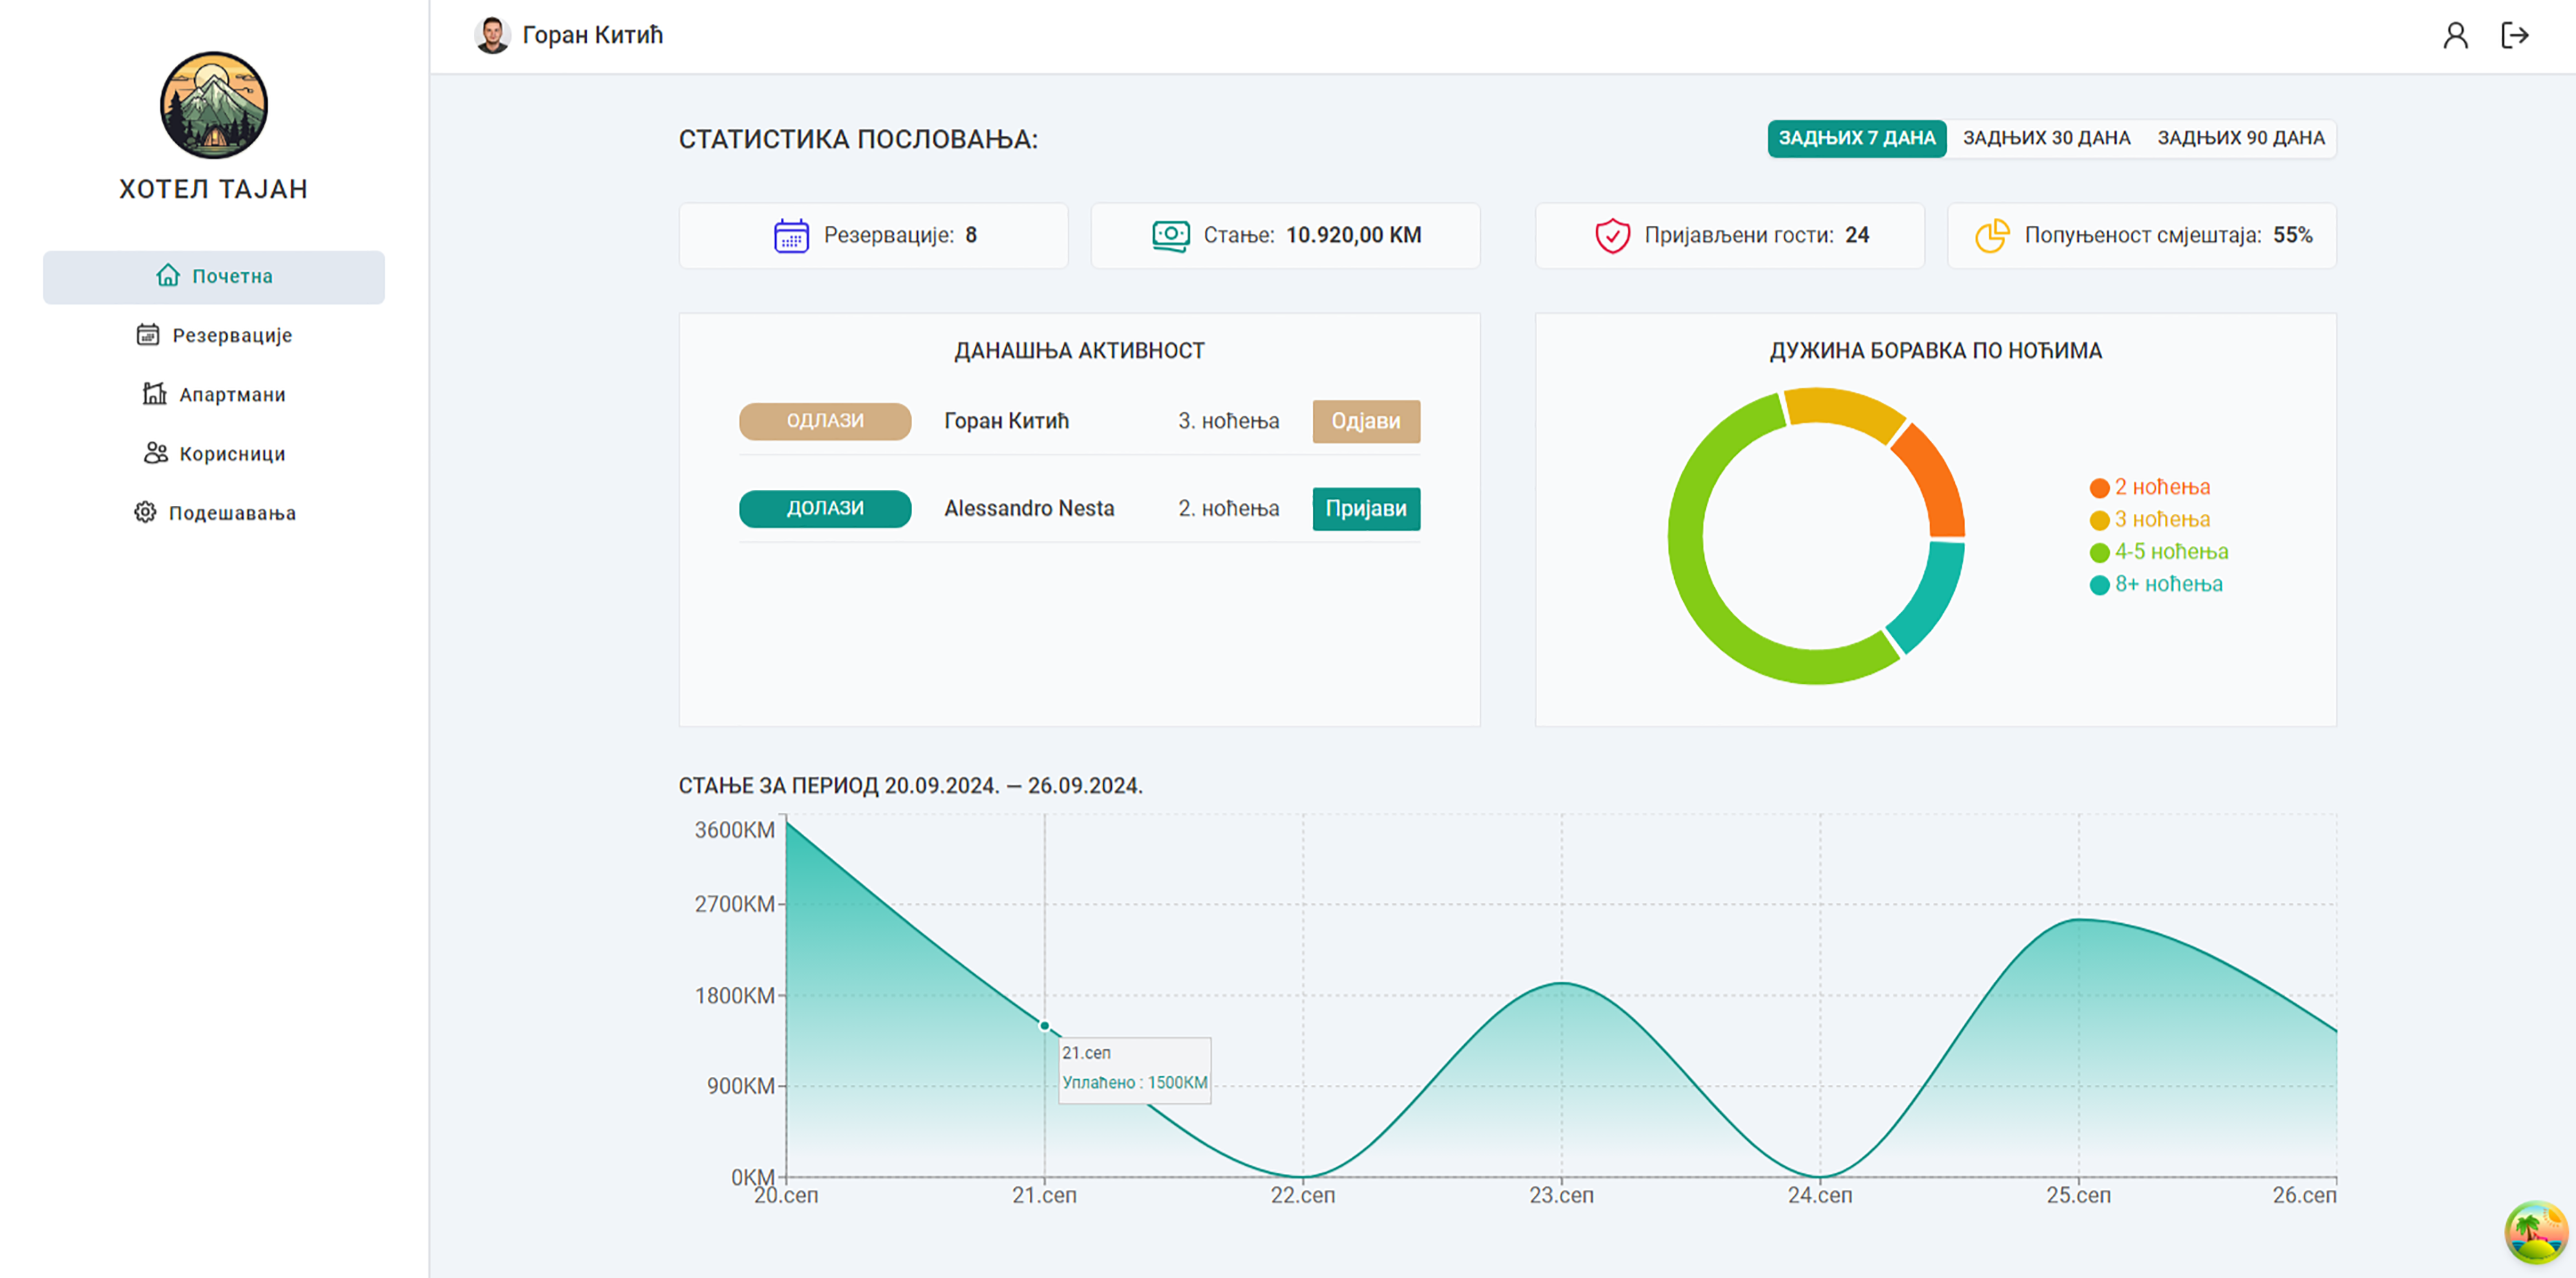 ХОТЕЛ ТАЈАН
Почетна
Резервације
Апартмани
Корисници
Подешавања
Горан Китић
СТАТИСТИКА ПОСЛОВАЊА:
ЗАДЊИХ 7 ДАНА ЗАДЊИХ 30 ДАНА ЗАДЊИХ 90 ДАНА
Резервације: 8
Стање: 10.920,00 KM
Пријављени гости: 24
Попуњеност смјештаја: 55%
ДАНАШЊА АКТИВНОСТ
ОДЛАЗИ Горан Китић 3. ноћења Одјави
ДОЛАЗИ Alessandro Nesta 2. ноћења Пријави
ДУЖИНА БОРАВКА ПО НОЋИМА
2 ноћења
3 ноћења
4-5 ноћења
8+ ноћења
СТАЊЕ ЗА ПЕРИОД 20.09.2024. — 26.09.2024.
3600KM
2700KM
1800KM
900KM
0KM
21.сеп
Уплаћено : 1500KM
20.сеп 21.сеп 22.сеп 23.сеп 24.сеп 25.сеп 26.сеп